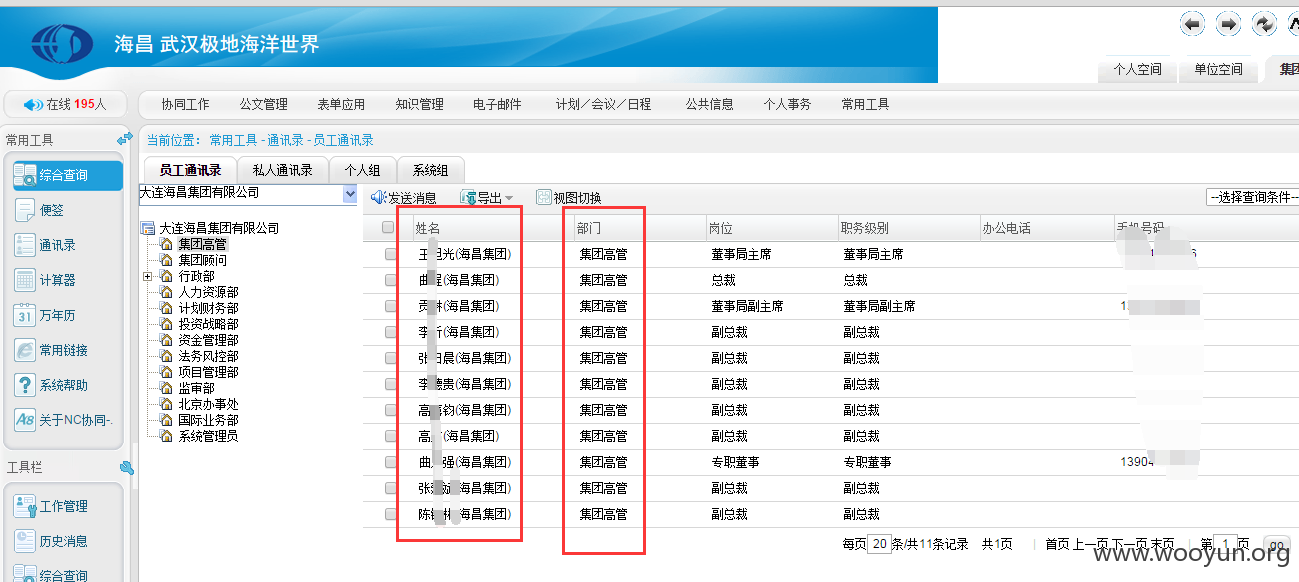 海昌 武汉极地海洋世界
个人空间 单位空间 集团
在线 195人 协同工作 公文管理 表单应用 知识管理 电子邮件 计划／会议／日程 公共信息 个人事务 常用工具
常用工具 当前位置： 常用工具 - 通讯录 - 员工通讯录
员工通讯录 私人通讯录 个人组 系统组
大连海昌集团有限公司 发送消息 导出 视图切换 --选择查询条件--
综合查询
便签
通讯录
计算器
31 万年历
常用链接
系统帮助
A8 关于NC协同-.
工具栏
工作管理
历史消息
综合查询
大连海昌集团有限公司
集团高管
集团顾问
行政部
人力资源部
计划财务部
投资战略部
资金管理部
法务风控部
项目管理部
监审部
北京办事处
国际业务部
系统管理员
姓名 部门 岗位 职务级别 办公电话 手机号码
王 光(海昌集团) 集团高管 董事局主席 董事局主席 6
曲 (海昌集团) 集团高管 总裁 总裁
贡 (海昌集团) 集团高管 董事局副主席 董事局副主席 1
李 (海昌集团) 集团高管 副总裁 副总裁
张 晨(海昌集团) 集团高管 副总裁 副总裁
李 贵(海昌集团) 集团高管 副总裁 副总裁
高 钧(海昌集团) 集团高管 副总裁 副总裁
高 (海昌集团) 集团高管 副总裁 副总裁
曲 强(海昌集团) 集团高管 专职董事 专职董事 1390
张 海昌集团) 集团高管 副总裁 副总裁
陈 海昌集团) 集团高管 副总裁 副总裁
每页 20 条/共11条记录 共1页 | 首页 上一页 下一页 末页 | 第 1 页 go
www.wooyun.org